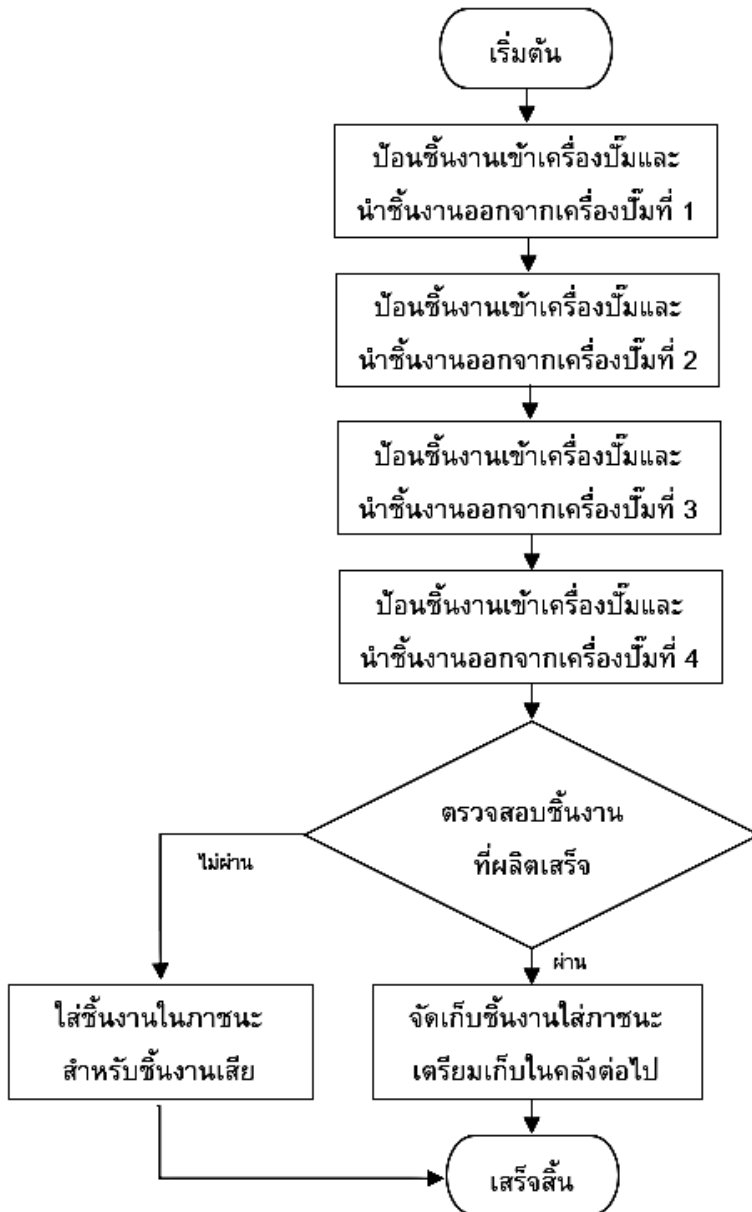 เริ่มต้น
ป้อนชิ้นงานเข้าเครื่องปั๊มและ
นำชิ้นงานออกจากเครื่องปั๊มที่ 1
ป้อนชิ้นงานเข้าเครื่องปั๊มและ
นำชิ้นงานออกจากเครื่องปั๊มที่ 2
ป้อนชิ้นงานเข้าเครื่องปั๊มและ
นำชิ้นงานออกจากเครื่องปั๊มที่ 3
ป้อนชิ้นงานเข้าเครื่องปั๊มและ
นำชิ้นงานออกจากเครื่องปั๊มที่ 4
ตรวจสอบชิ้นงาน
ที่ผลิตเสร็จ
ไม่ผ่าน
ผ่าน
ใส่ชิ้นงานในภาชนะ
สำหรับชิ้นงานเสีย
จัดเก็บชิ้นงานใส่ภาชนะ
เตรียมเก็บในคลังต่อไป
เสร็จสิ้น